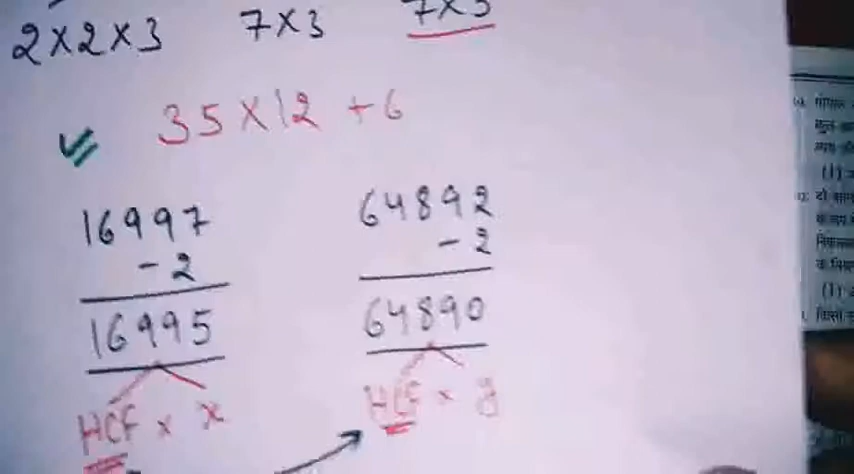 2×2×3 7×3 7×3
35×12 +6
16997 64892
-2 -2
16995 64890
HCF × x HCF × y